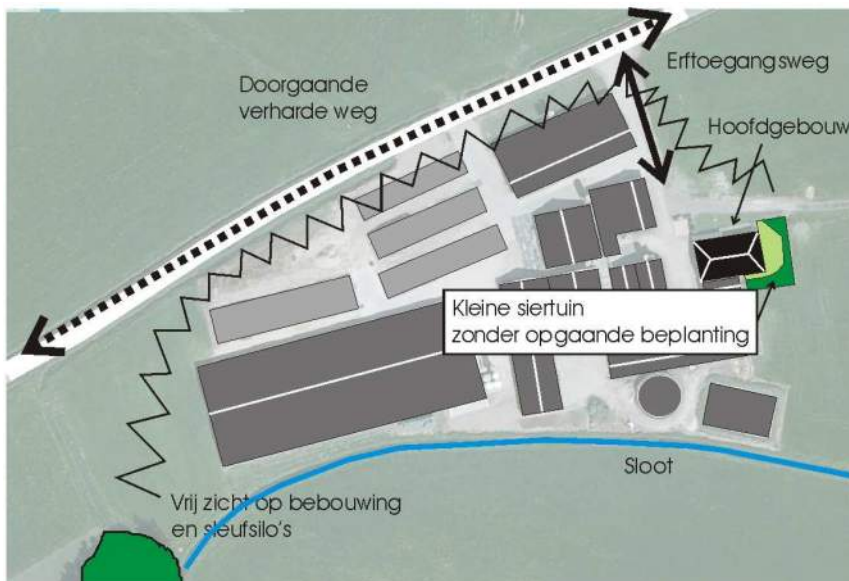 Doorgaande
verharde weg
Erftoegangsweg
Hoofdgebouw
Kleine siertuin
zonder opgaande beplanting
Sloot
Vrij zicht op bebouwing
en sleufsilo's